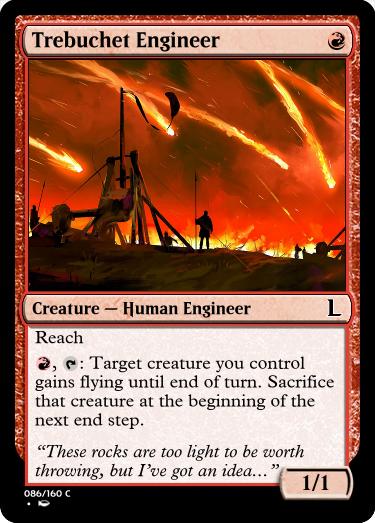 Trebuchet Engineer
Creature — Human Engineer L
Reach
, : Target creature you control
gains flying until end of turn. Sacrifice
that creature at the beginning of the
next end step.
“These rocks are too light to be worth
throwing, but I’ve got an idea…”
1/1
086/160 C